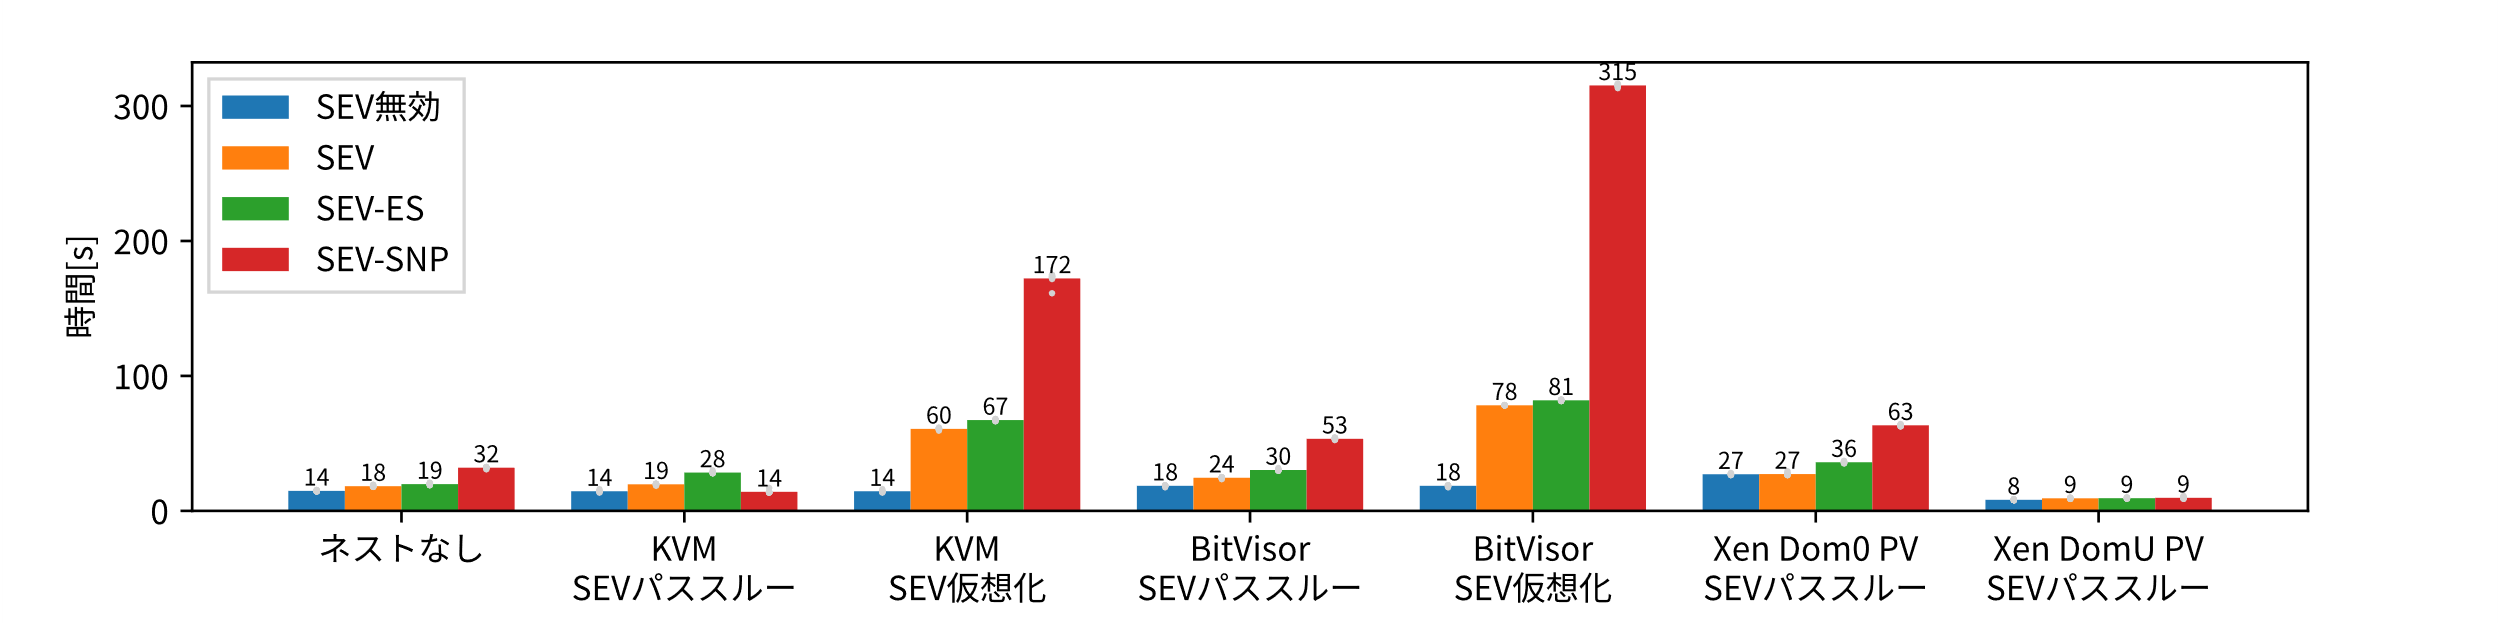 時間[s]
300
200
100
0
SEV無効
SEV
SEV-ES
SEV-SNP
14
18
19
32
14
19
28
14
14
60
67
172
18
24
30
53
18
78
81
315
27
27
36
63
8
9
9
9
ネストなし
KVM
SEVパススルー
KVM
SEV仮想化
BitVisor
SEVパススルー
BitVisor
SEV仮想化
Xen Dom0 PV
SEVパススルー
Xen DomU PV
SEVパススルー